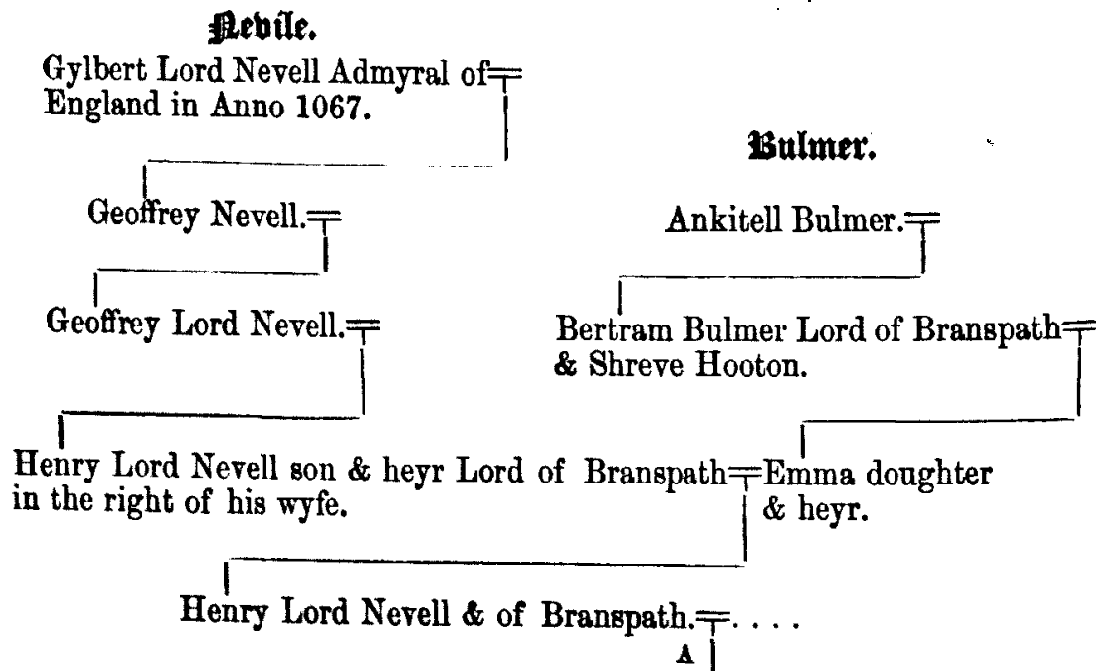 Nevile.
Gylbert Lord Nevell Admyral of
England in Anno 1067.
Bulmer.
Geoffrey Nevell.
Ankitell Bulmer.
Geoffrey Lord Nevell.
Bertram Bulmer Lord of Branspath
& Shreve Hooton.
Henry Lord Nevell son & heyr Lord of Branspath
in the right of his wyfe.
Emma doughter
& heyr.
Henry Lord Nevell & of Branspath. . . . .
A